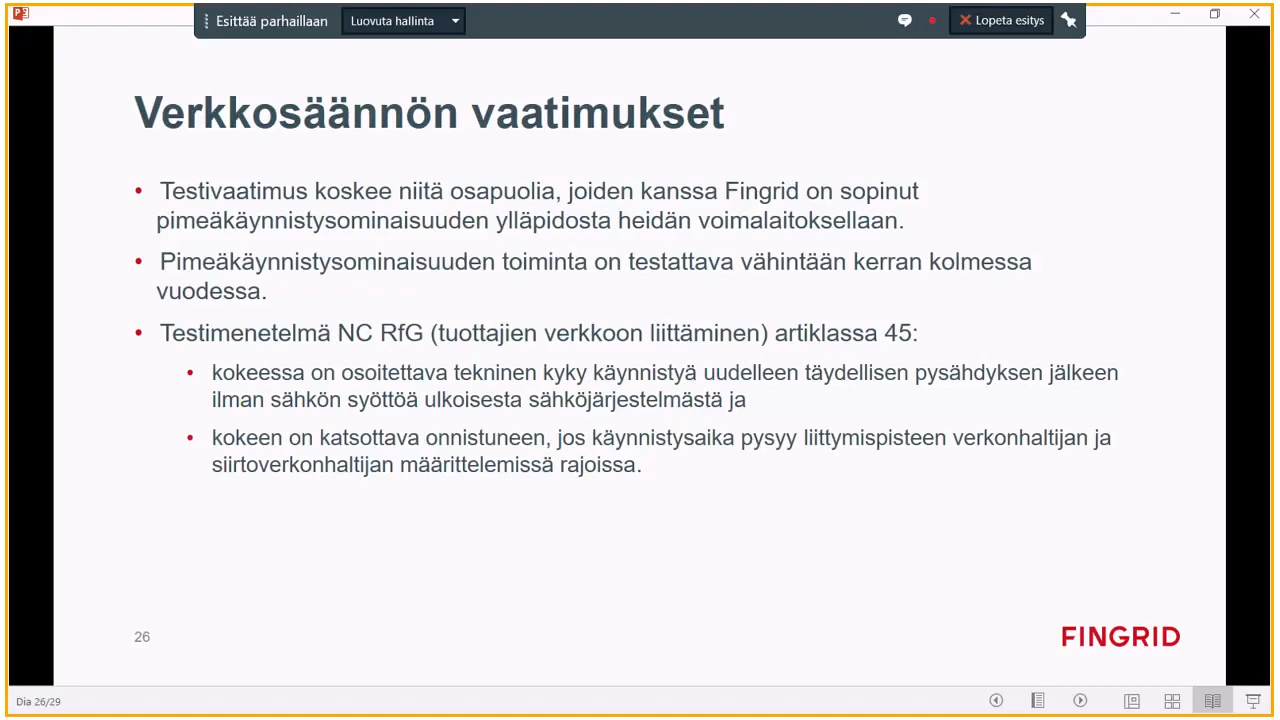 Esittää parhaillaan
Luovuta hallinta
Lopeta esitys
Verkkosäännön vaatimukset
• Testivaatimus koskee niitä osapuolia, joiden kanssa Fingrid on sopinut
pimeäkäynnistysominaisuuden ylläpidosta heidän voimalaitoksellaan.
• Pimeäkäynnistysominaisuuden toiminta on testattava vähintään kerran kolmessa
vuodessa.
• Testimenetelmä NC RfG (tuottajien verkkoon liittäminen) artiklassa 45:
• kokeessa on osoitettava tekninen kyky käynnistyä uudelleen täydellisen pysähdyksen jälkeen
ilman sähkön syöttöä ulkoisesta sähköjärjestelmästä ja
• kokeen on katsottava onnistuneen, jos käynnistysaika pysyy liittymispisteen verkonhaltijan ja
siirtoverkonhaltijan määrittelemissä rajoissa.
26
FINGRID
Dia 26/29